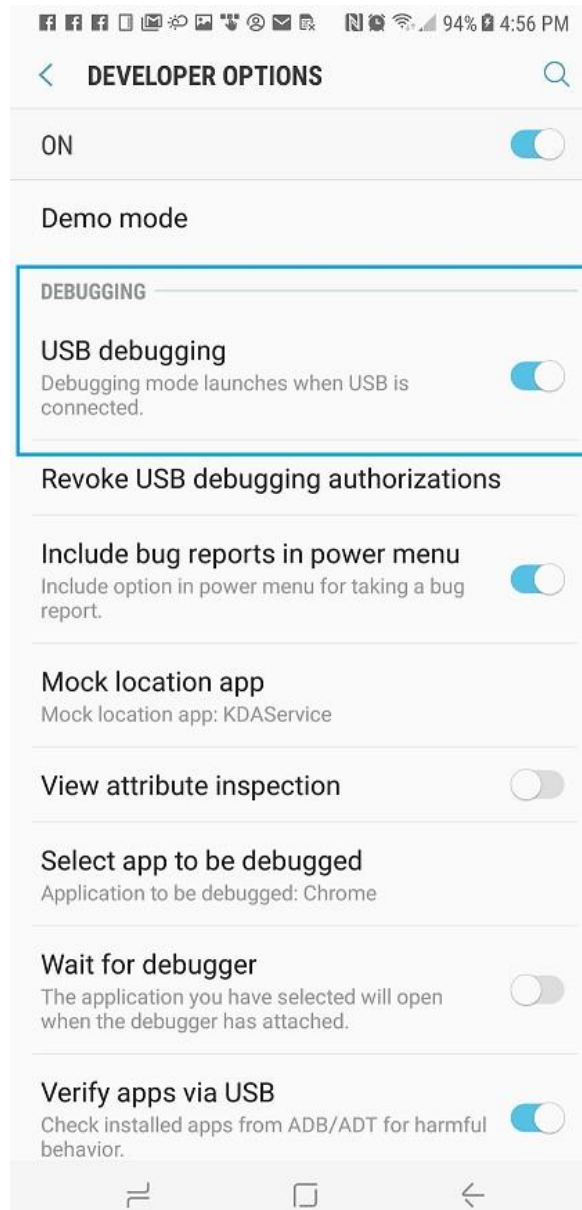 94% 4:56 PM
DEVELOPER OPTIONS
ON
Demo mode
DEBUGGING
USB debugging
Debugging mode launches when USB is
connected.
Revoke USB debugging authorizations
Include bug reports in power menu
Include option in power menu for taking a bug
report.
Mock location app
Mock location app: KDAService
View attribute inspection
Select app to be debugged
Application to be debugged: Chrome
Wait for debugger
The application you have selected will open
when the debugger has attached.
Verify apps via USB
Check installed apps from ADB/ADT for harmful
behavior.